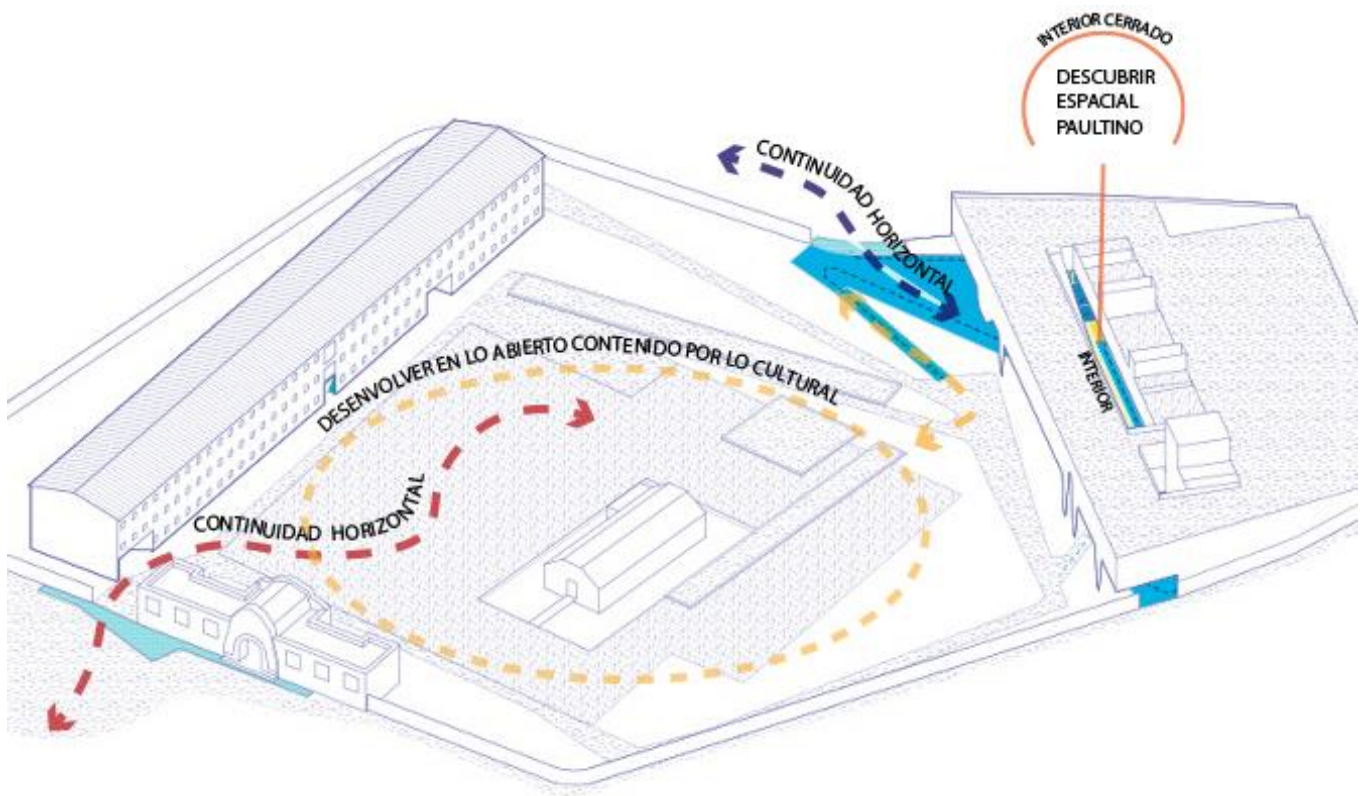 INTERIOR CERRADO
DESCUBRIR
ESPACIAL
PAULTINO
CONTINUIDAD HORIZONTAL
DESENVOLVER EN LO ABIERTO CONTENIDO POR LO CULTURAL
INTERIOR
CONTINUIDAD HORIZONTAL